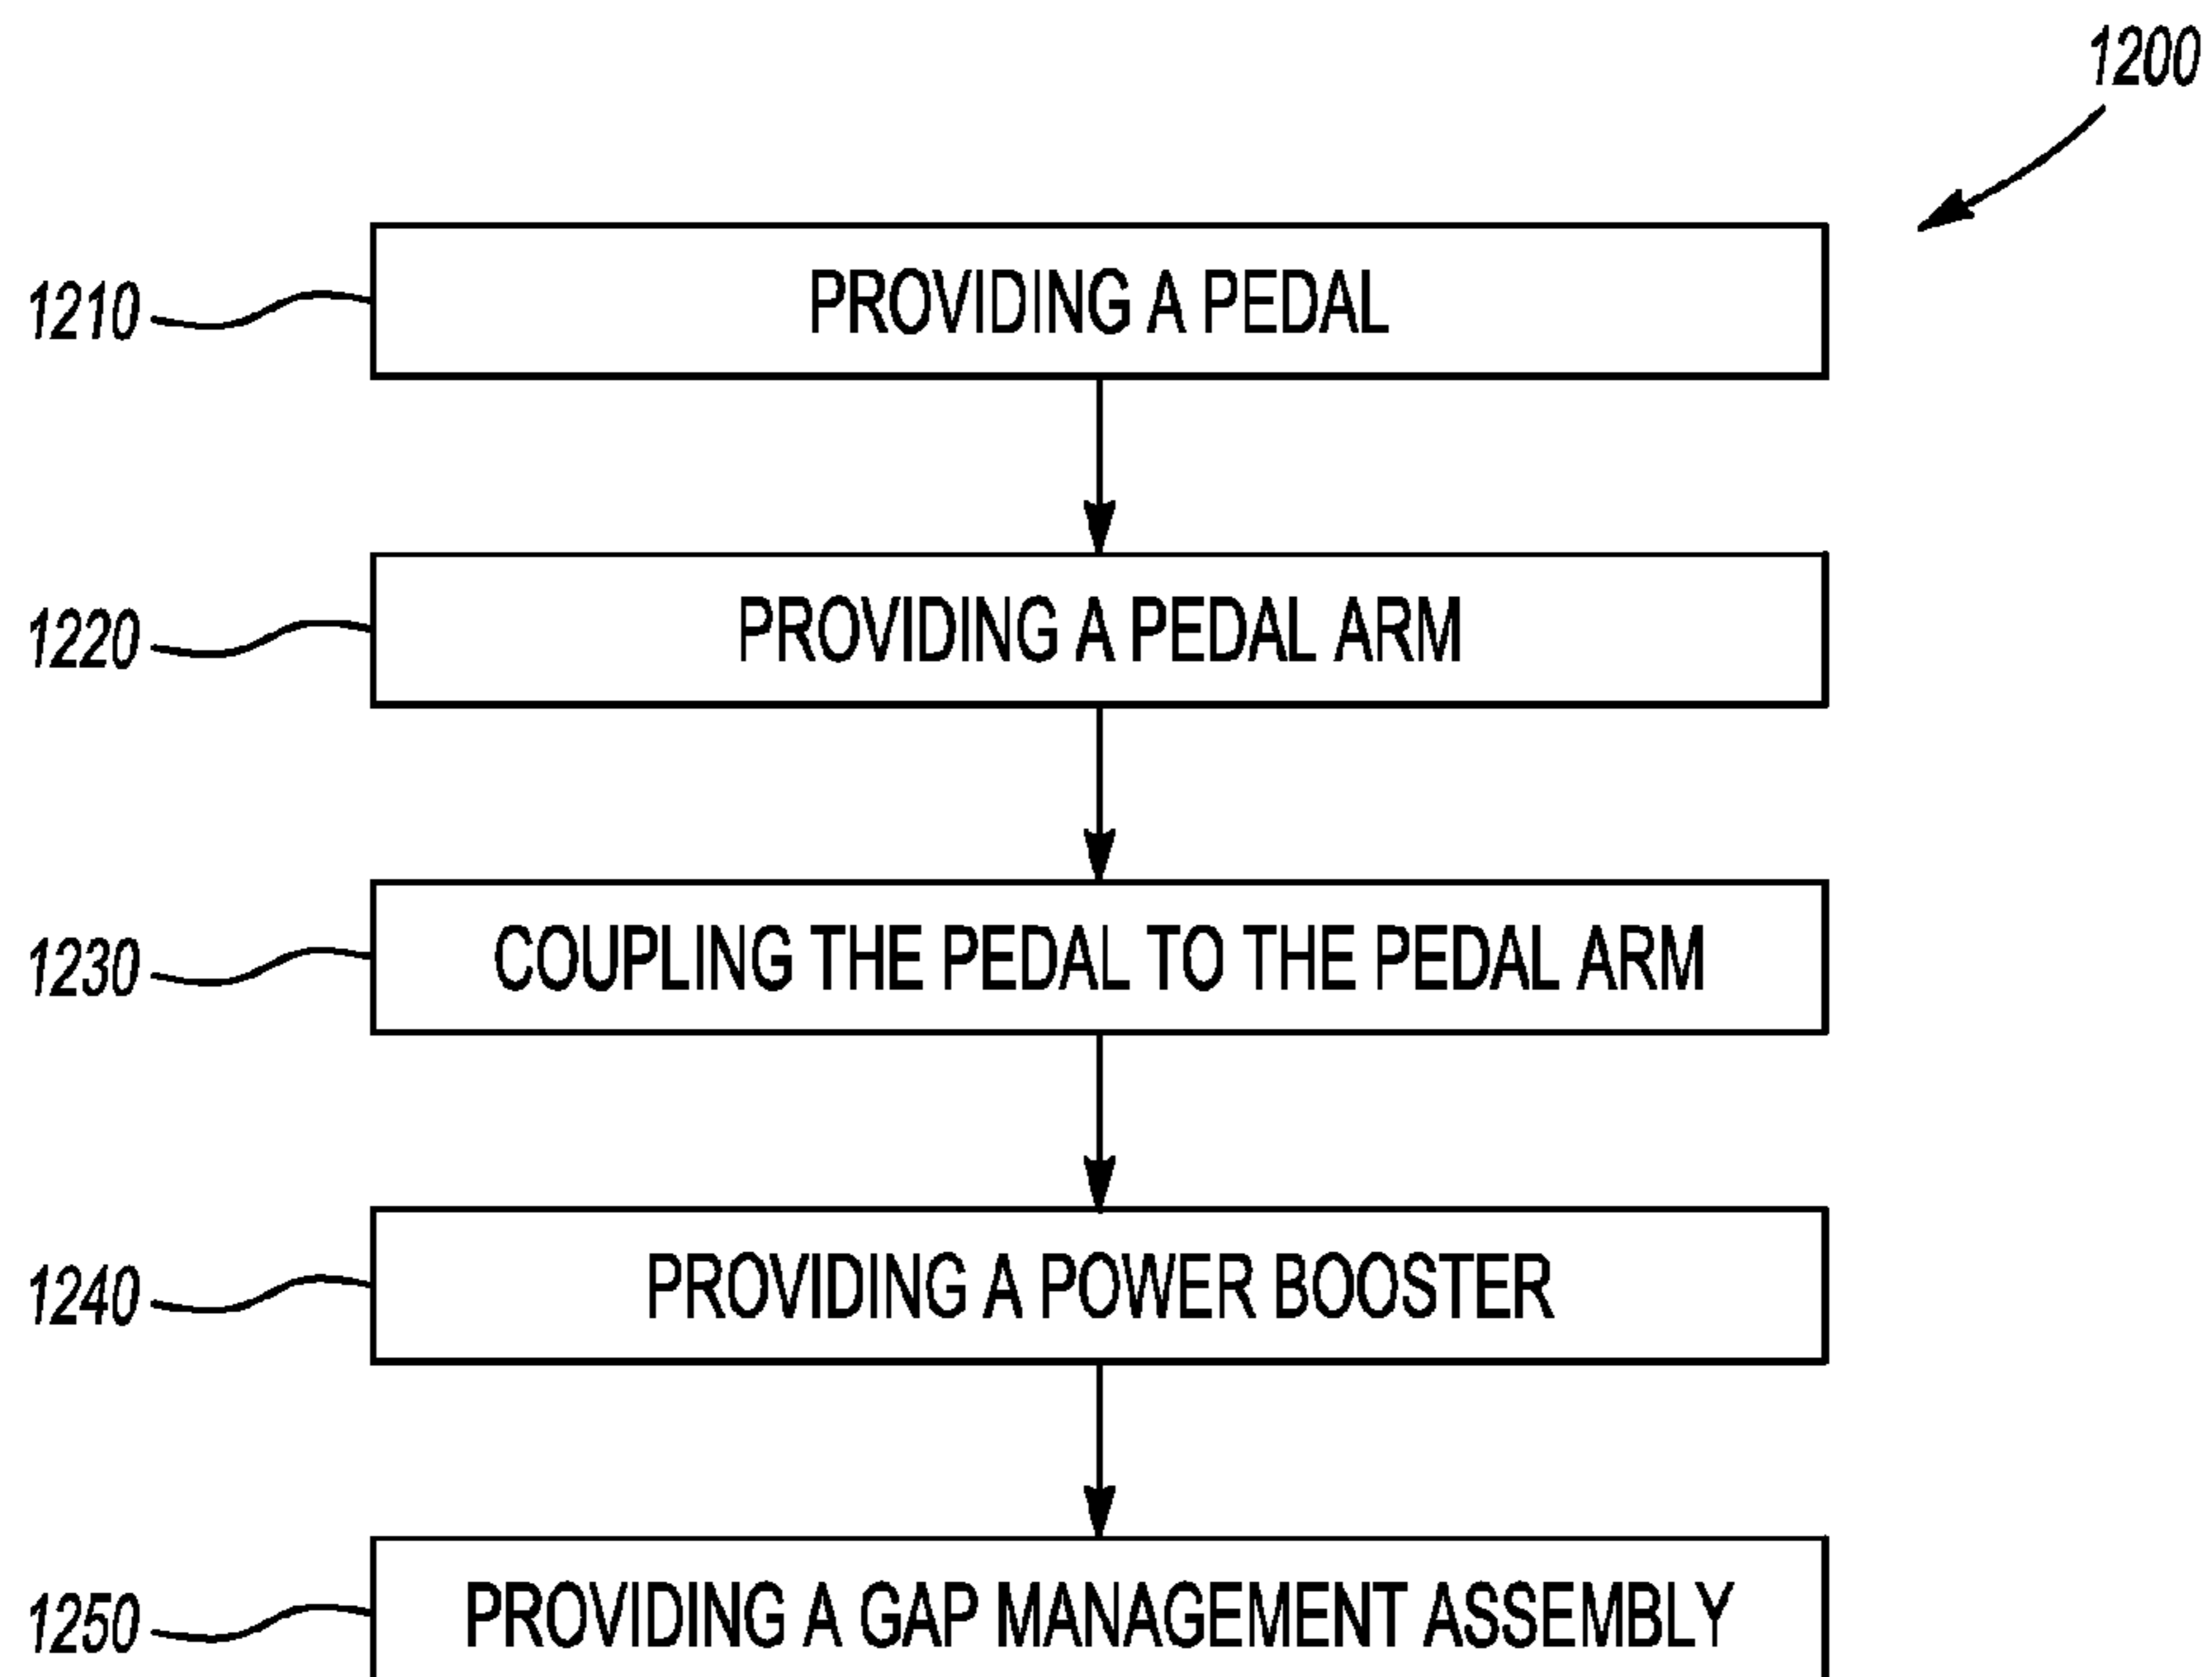 1200
1210 PROVIDING A PEDAL
1220 PROVIDING A PEDAL ARM
1230 COUPLING THE PEDAL TO THE PEDAL ARM
1240 PROVIDING A POWER BOOSTER
1250 PROVIDING A GAP MANAGEMENT ASSEMBLY